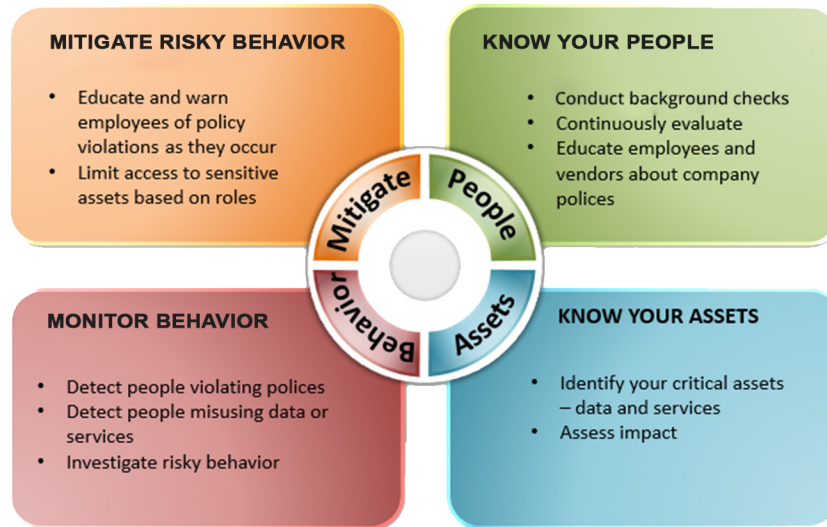 MITIGATE RISKY BEHAVIOR
• Educate and warn
employees of policy
violations as they occur
• Limit access to sensitive
assets based on roles
KNOW YOUR PEOPLE
• Conduct background checks
• Continuously evaluate
• Educate employees and
vendors about company
polices
Mitigate
People
Behavior
Assets
MONITOR BEHAVIOR
• Detect people violating polices
• Detect people misusing data or
services
• Investigate risky behavior
KNOW YOUR ASSETS
• Identify your critical assets
– data and services
• Assess impact